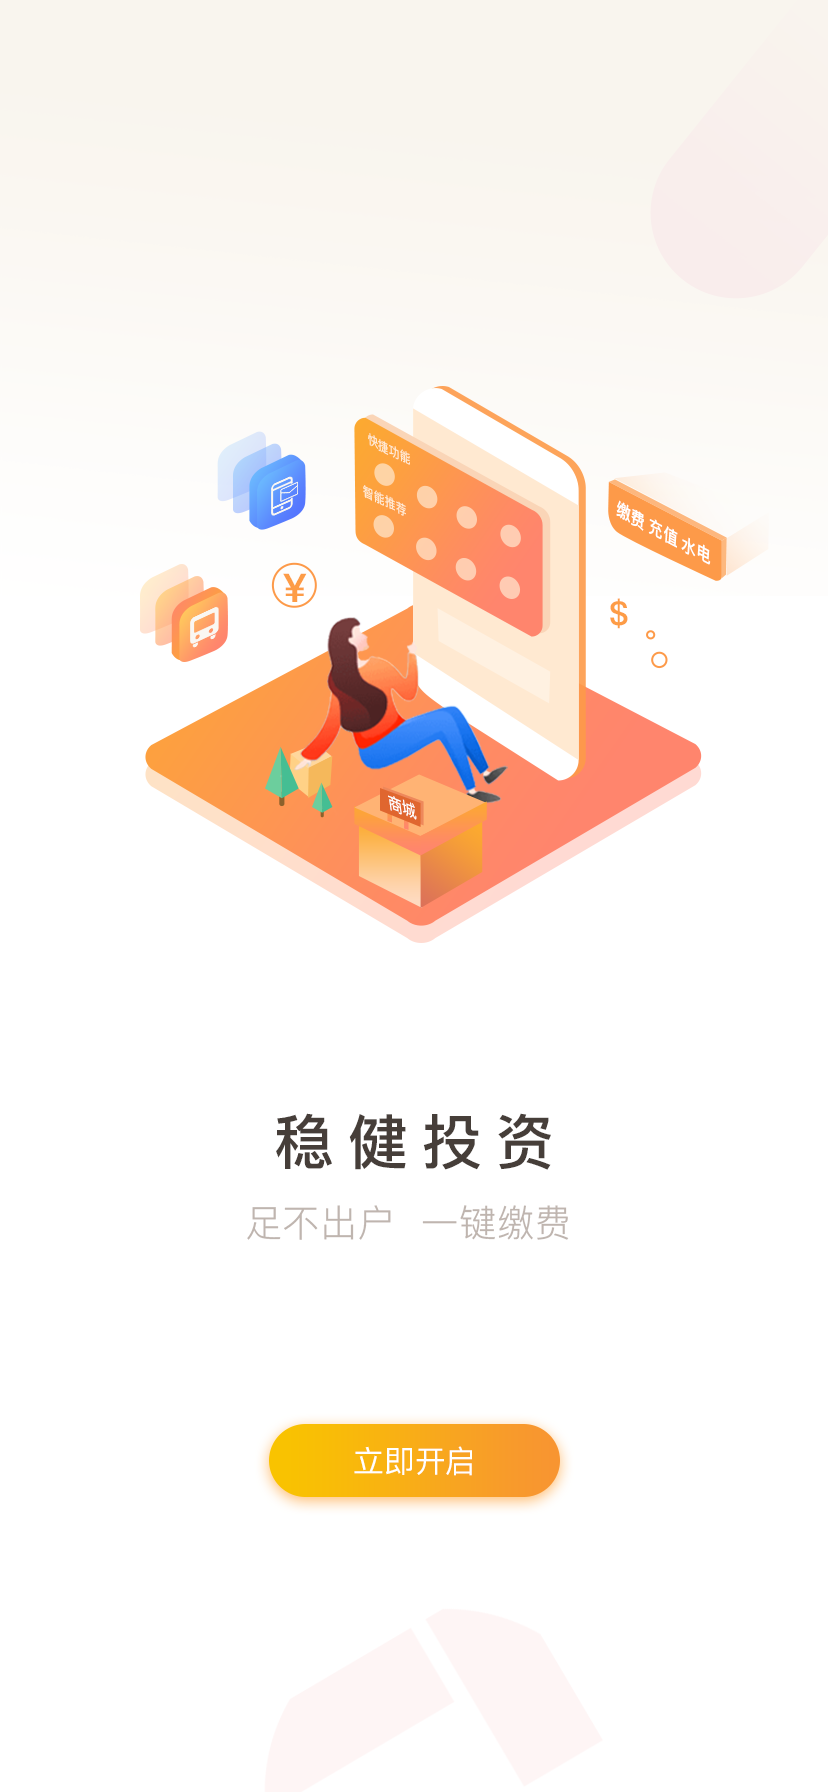 快捷功能
智能推荐
缴费 充值 水电
¥
$
商城
稳健投资
足不出户 一键缴费
立即开启